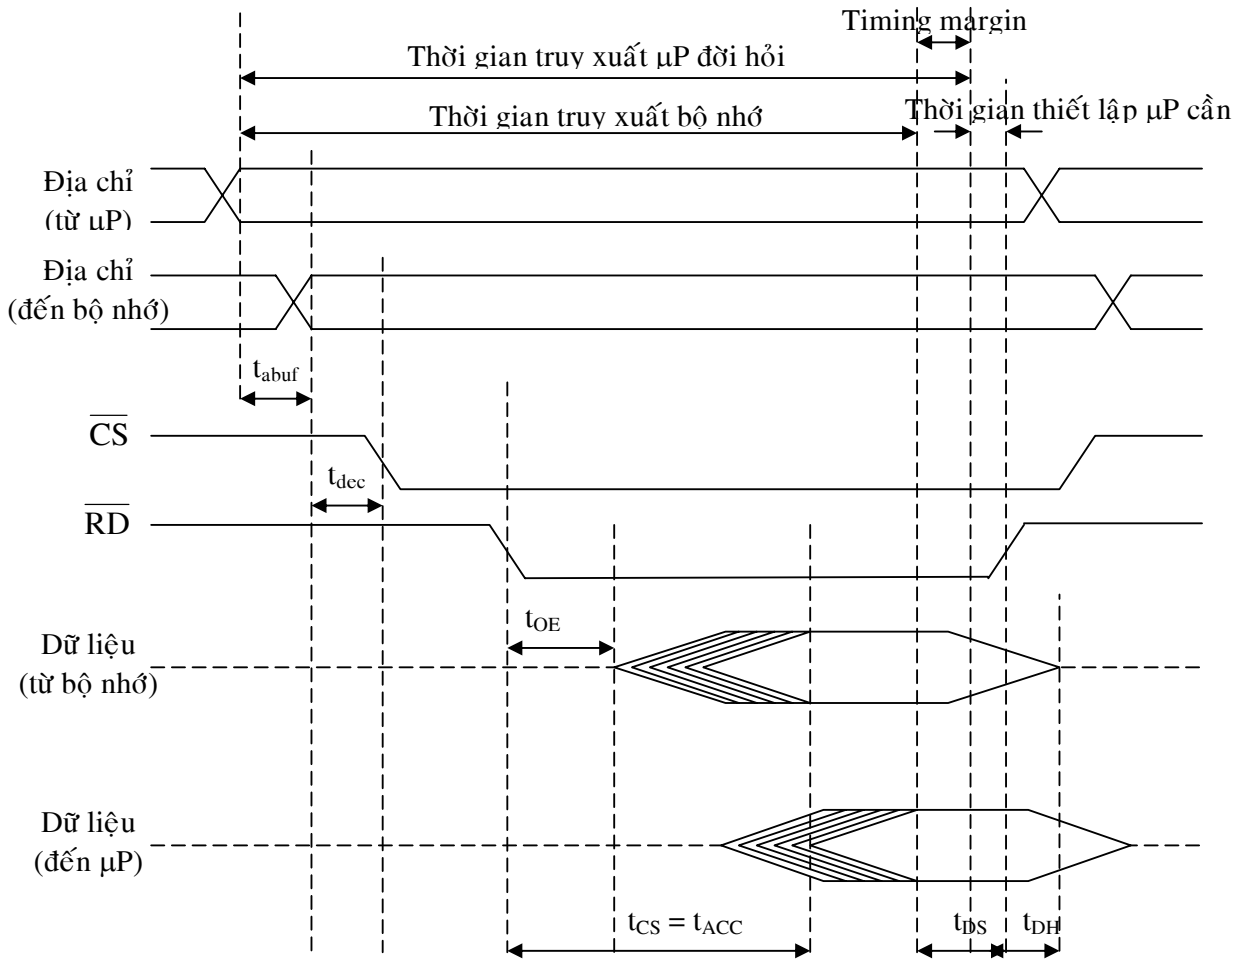 Timing margin
Thời gian truy xuất µP đời hỏi
Thời gian truy xuất bộ nhớ
Thời gian thiết lập µP cần
Địa chỉ
(từ µP)
Địa chỉ
(đến bộ nhớ)
tabuf
CS
tdec
RD
tOE
Dữ liệu
(từ bộ nhớ)
Dữ liệu
(đến µP)
tCS = tACC
tDS
tDH